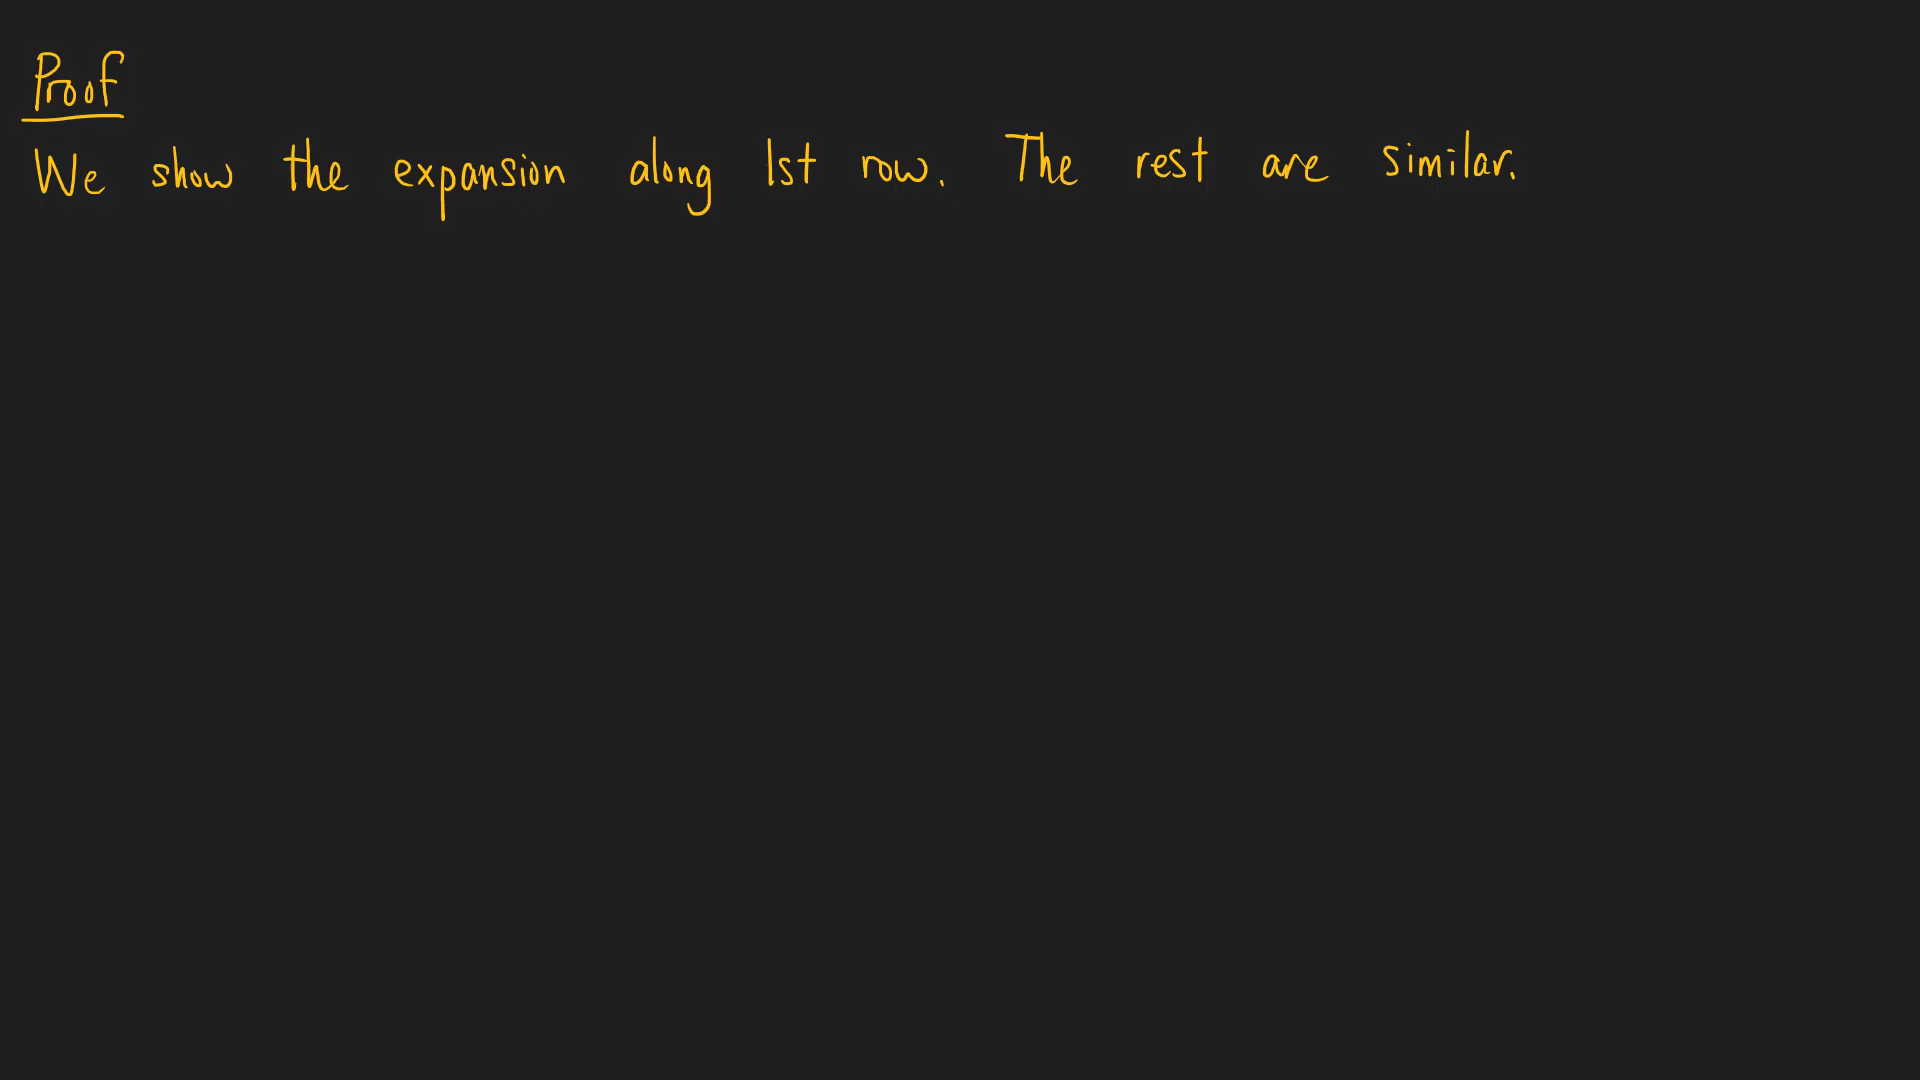 Proof
We show the expansion along 1st row. The rest are similar.